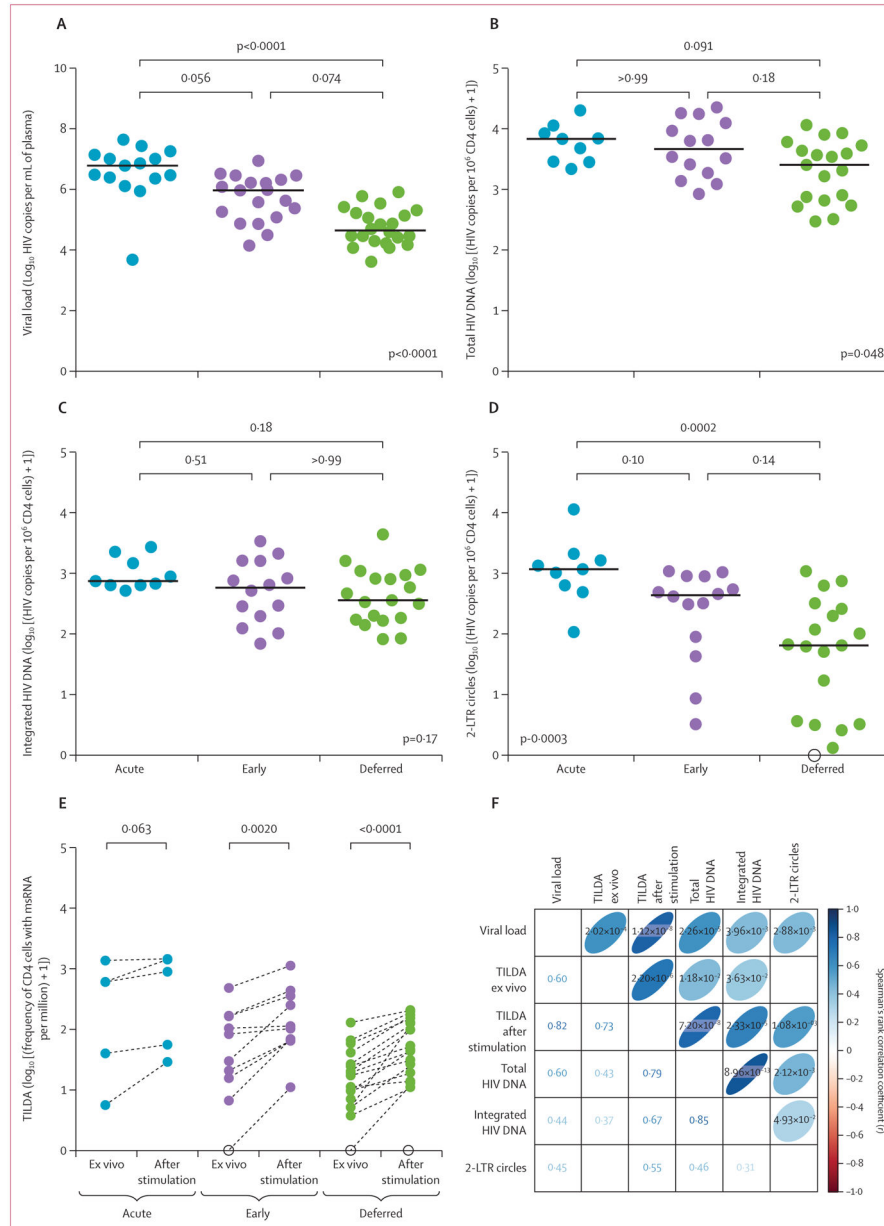 A
p<0·0001
0·056
0·074
10
8
6
4
2
0
Viral load (Log10 HIV copies per mL of plasma)
p<0·0001
B
0·091
>0·99
0·18
5
4
3
2
1
0
Total HIV DNA (log10 [(HIV copies per 10⁶ CD4 cells) + 1])
p=0·048
C
0·18
0·51
>0·99
5
4
3
2
1
0
Integrated HIV DNA (log10 [(HIV copies per 10⁶ CD4 cells) + 1])
p=0·17
Acute
Early
Deferred
D
0·0002
0·10
0·14
5
4
3
2
1
0
2-LTR circles (log10 [(HIV copies per 10⁶ CD4 cells) + 1])
p-0·0003
Acute
Early
Deferred
E
0·063
0·0020
<0·0001
5
4
3
2
1
0
TILDA (log10 [(frequency of CD4 cells with msRNA
per million) + 1])
Ex vivo
After
stimulation
Ex vivo
After
stimulation
Ex vivo
After
stimulation
Acute
Early
Deferred
F
Viral load
TILDA
ex vivo
TILDA
after
stimulation
Total
HIV DNA
Integrated
HIV DNA
2-LTR circles
Viral load
TILDA
ex vivo
0·60
TILDA
after
stimulation
0·82
0·73
Total
HIV DNA
0·60
0·43
0·79
Integrated
HIV DNA
0·44
0·37
0·67
0·85
2-LTR circles
0·45
0·55
0·46
0·31
1·0
0·8
0·6
0·4
0·2
0
−0·2
−0·4
−0·6
−0·8
−1·0
Spearman's rank correlation coefficient (r)